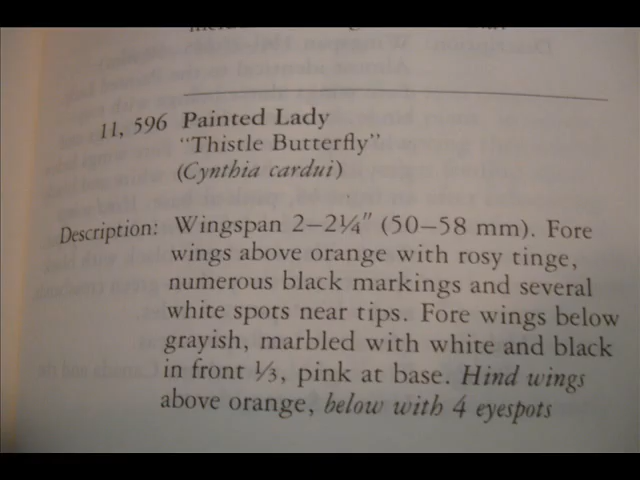 11, 596 Painted Lady
"Thistle Butterfly"
(Cynthia cardui)
Description: Wingspan 2–2¼″ (50–58 mm). Fore
wings above orange with rosy tinge,
numerous black markings and several
white spots near tips. Fore wings below
grayish, marbled with white and black
in front ⅓, pink at base. Hind wings
above orange, below with 4 eyespots